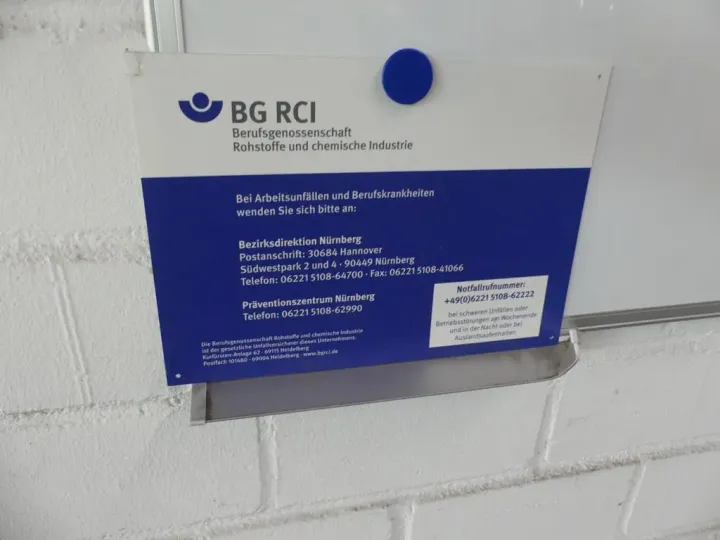 BG RCI
Berufsgenossenschaft
Rohstoffe und chemische Industrie
Bei Arbeitsunfällen und Berufskrankheiten
wenden Sie sich bitte an:
Bezirksdirektion Nürnberg
Postanschrift: 30684 Hannover
Südwestpark 2 und 4 · 90449 Nürnberg
Telefon: 06221 5108-64700 · Fax: 06221 5108-41066
Präventionszentrum Nürnberg
Telefon: 06221 5108-62990
Notfallrufnummer:
+49(0)6221 5108-62222
bei schweren Unfällen oder
Betriebsstörungen am Wochenende
und in der Nacht oder bei
Auslandsaufenthalten
Die Berufsgenossenschaft Rohstoffe und chemische Industrie
ist der gesetzliche Unfallversicherer dieses Unternehmens.
Kurfürsten-Anlage 62 · 69115 Heidelberg
Postfach 101480 · 69004 Heidelberg · www.bgrci.de